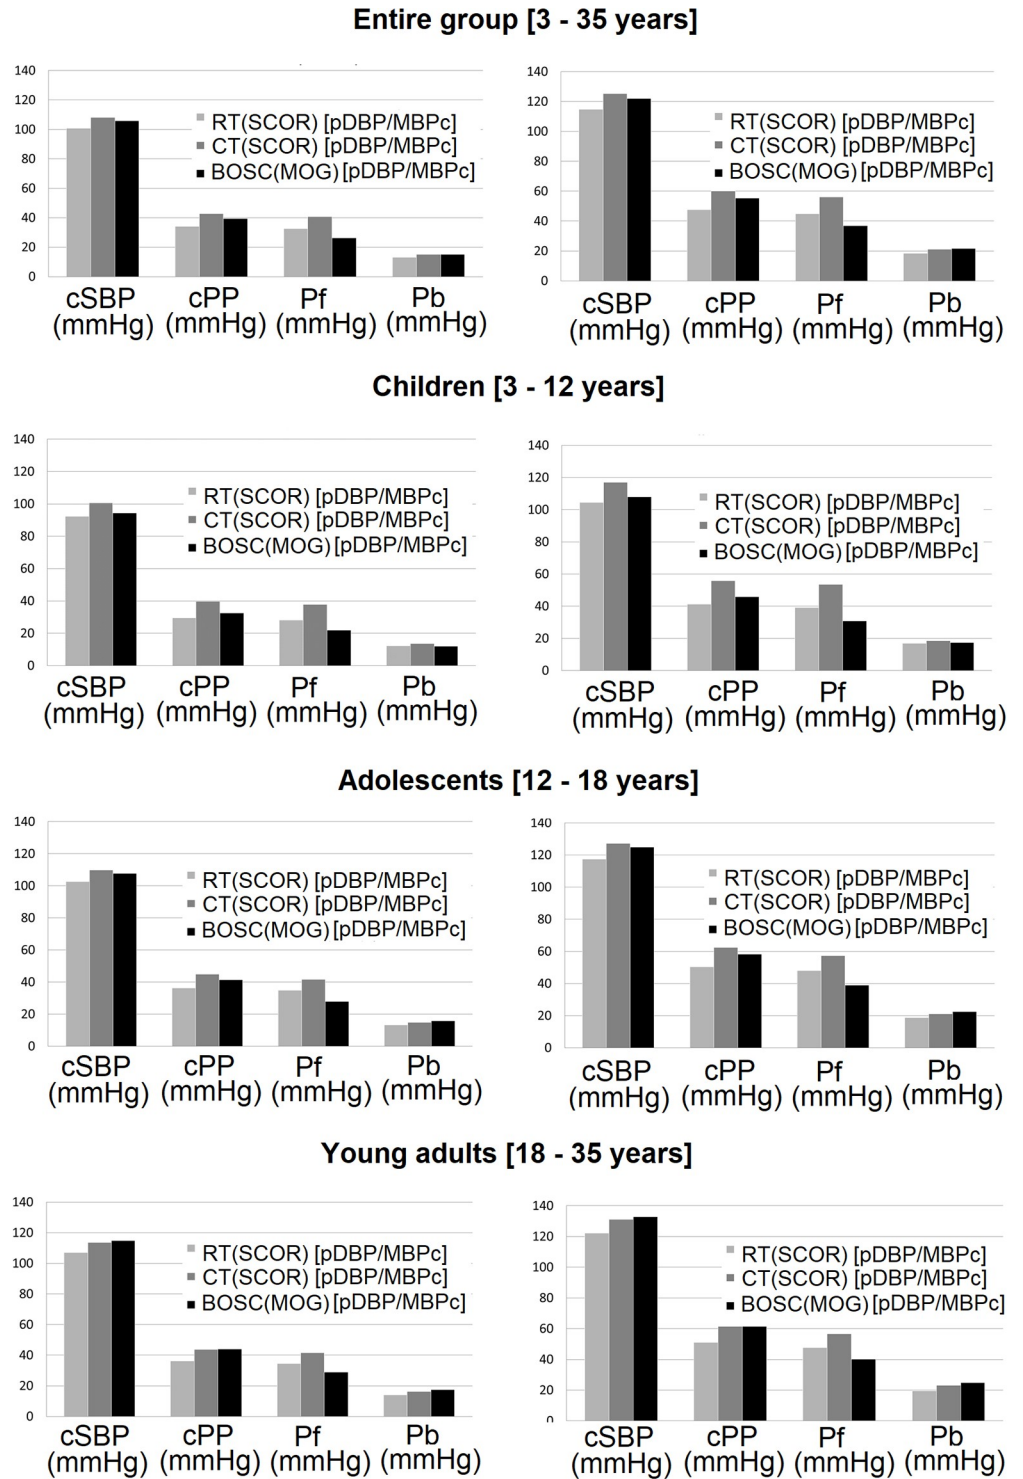 Entire group [3 - 35 years]
140
120
100
80
60
40
20
0
RT(SCOR) [pDBP/MBPc]
CT(SCOR) [pDBP/MBPc]
BOSC(MOG) [pDBP/MBPc]
cSBP cPP Pf Pb
(mmHg) (mmHg) (mmHg) (mmHg)
140
120
100
80
60
40
20
0
RT(SCOR) [pDBP/MBPc]
CT(SCOR) [pDBP/MBPc]
BOSC(MOG) [pDBP/MBPc]
cSBP cPP Pf Pb
(mmHg) (mmHg) (mmHg) (mmHg)
Children [3 - 12 years]
140
120
100
80
60
40
20
0
RT(SCOR) [pDBP/MBPc]
CT(SCOR) [pDBP/MBPc]
BOSC(MOG) [pDBP/MBPc]
cSBP cPP Pf Pb
(mmHg) (mmHg) (mmHg) (mmHg)
140
120
100
80
60
40
20
0
RT(SCOR) [pDBP/MBPc]
CT(SCOR) [pDBP/MBPc]
BOSC(MOG) [pDBP/MBPc]
cSBP cPP Pf Pb
(mmHg) (mmHg) (mmHg) (mmHg)
Adolescents [12 - 18 years]
140
120
100
80
60
40
20
0
RT(SCOR) [pDBP/MBPc]
CT(SCOR) [pDBP/MBPc]
BOSC(MOG) [pDBP/MBPc]
cSBP cPP Pf Pb
(mmHg) (mmHg) (mmHg) (mmHg)
140
120
100
80
60
40
20
0
RT(SCOR) [pDBP/MBPc]
CT(SCOR) [pDBP/MBPc]
BOSC(MOG) [pDBP/MBPc]
cSBP cPP Pf Pb
(mmHg) (mmHg) (mmHg) (mmHg)
Young adults [18 - 35 years]
140
120
100
80
60
40
20
0
RT(SCOR) [pDBP/MBPc]
CT(SCOR) [pDBP/MBPc]
BOSC(MOG) [pDBP/MBPc]
cSBP cPP Pf Pb
(mmHg) (mmHg) (mmHg) (mmHg)
140
120
100
80
60
40
20
0
RT(SCOR) [pDBP/MBPc]
CT(SCOR) [pDBP/MBPc]
BOSC(MOG) [pDBP/MBPc]
cSBP cPP Pf Pb
(mmHg) (mmHg) (mmHg) (mmHg)